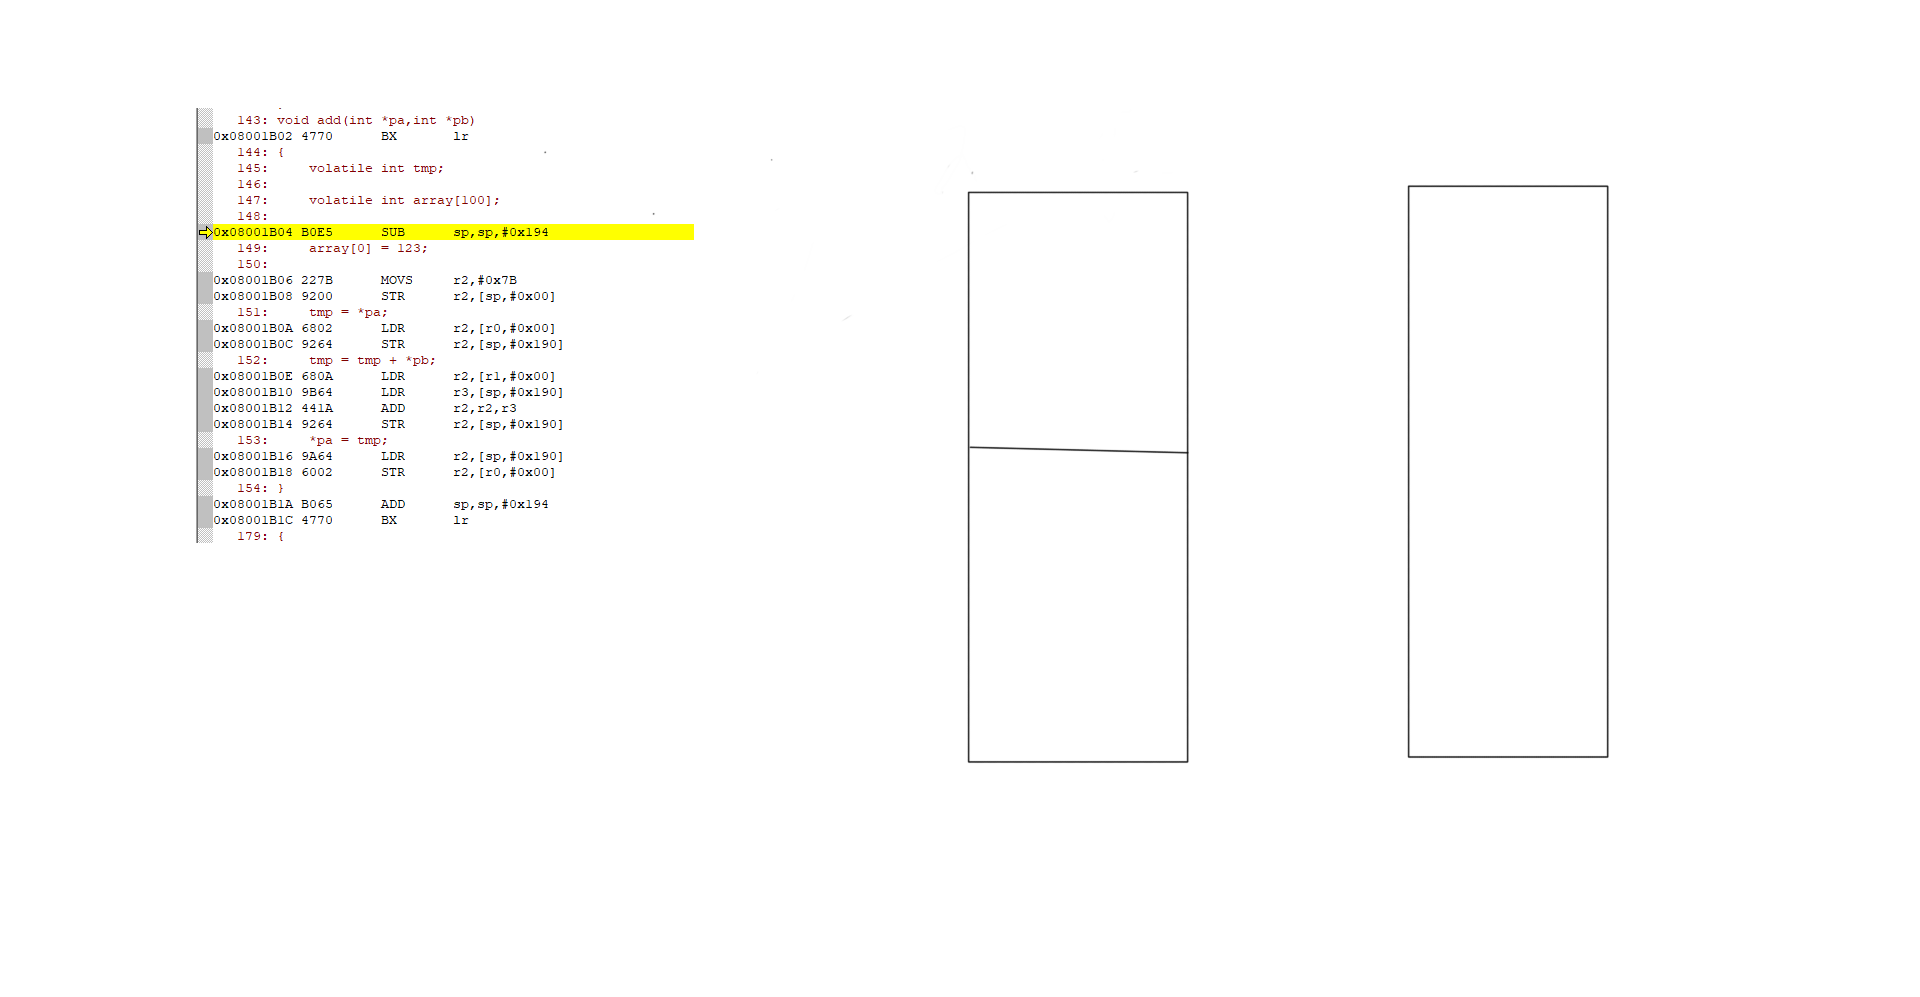 143: void add(int *pa,int *pb)
0x08001B02 4770 BX lr
144: {
145: volatile int tmp;
146:
147: volatile int array[100];
148:
0x08001B04 B0E5 SUB sp,sp,#0x194
149: array[0] = 123;
150:
0x08001B06 227B MOVS r2,#0x7B
0x08001B08 9200 STR r2,[sp,#0x00]
151: tmp = *pa;
0x08001B0A 6802 LDR r2,[r0,#0x00]
0x08001B0C 9264 STR r2,[sp,#0x190]
152: tmp = tmp + *pb;
0x08001B0E 680A LDR r2,[r1,#0x00]
0x08001B10 9B64 LDR r3,[sp,#0x190]
0x08001B12 441A ADD r2,r2,r3
0x08001B14 9264 STR r2,[sp,#0x190]
153: *pa = tmp;
0x08001B16 9A64 LDR r2,[sp,#0x190]
0x08001B18 6002 STR r2,[r0,#0x00]
154: }
0x08001B1A B065 ADD sp,sp,#0x194
0x08001B1C 4770 BX lr
179: {